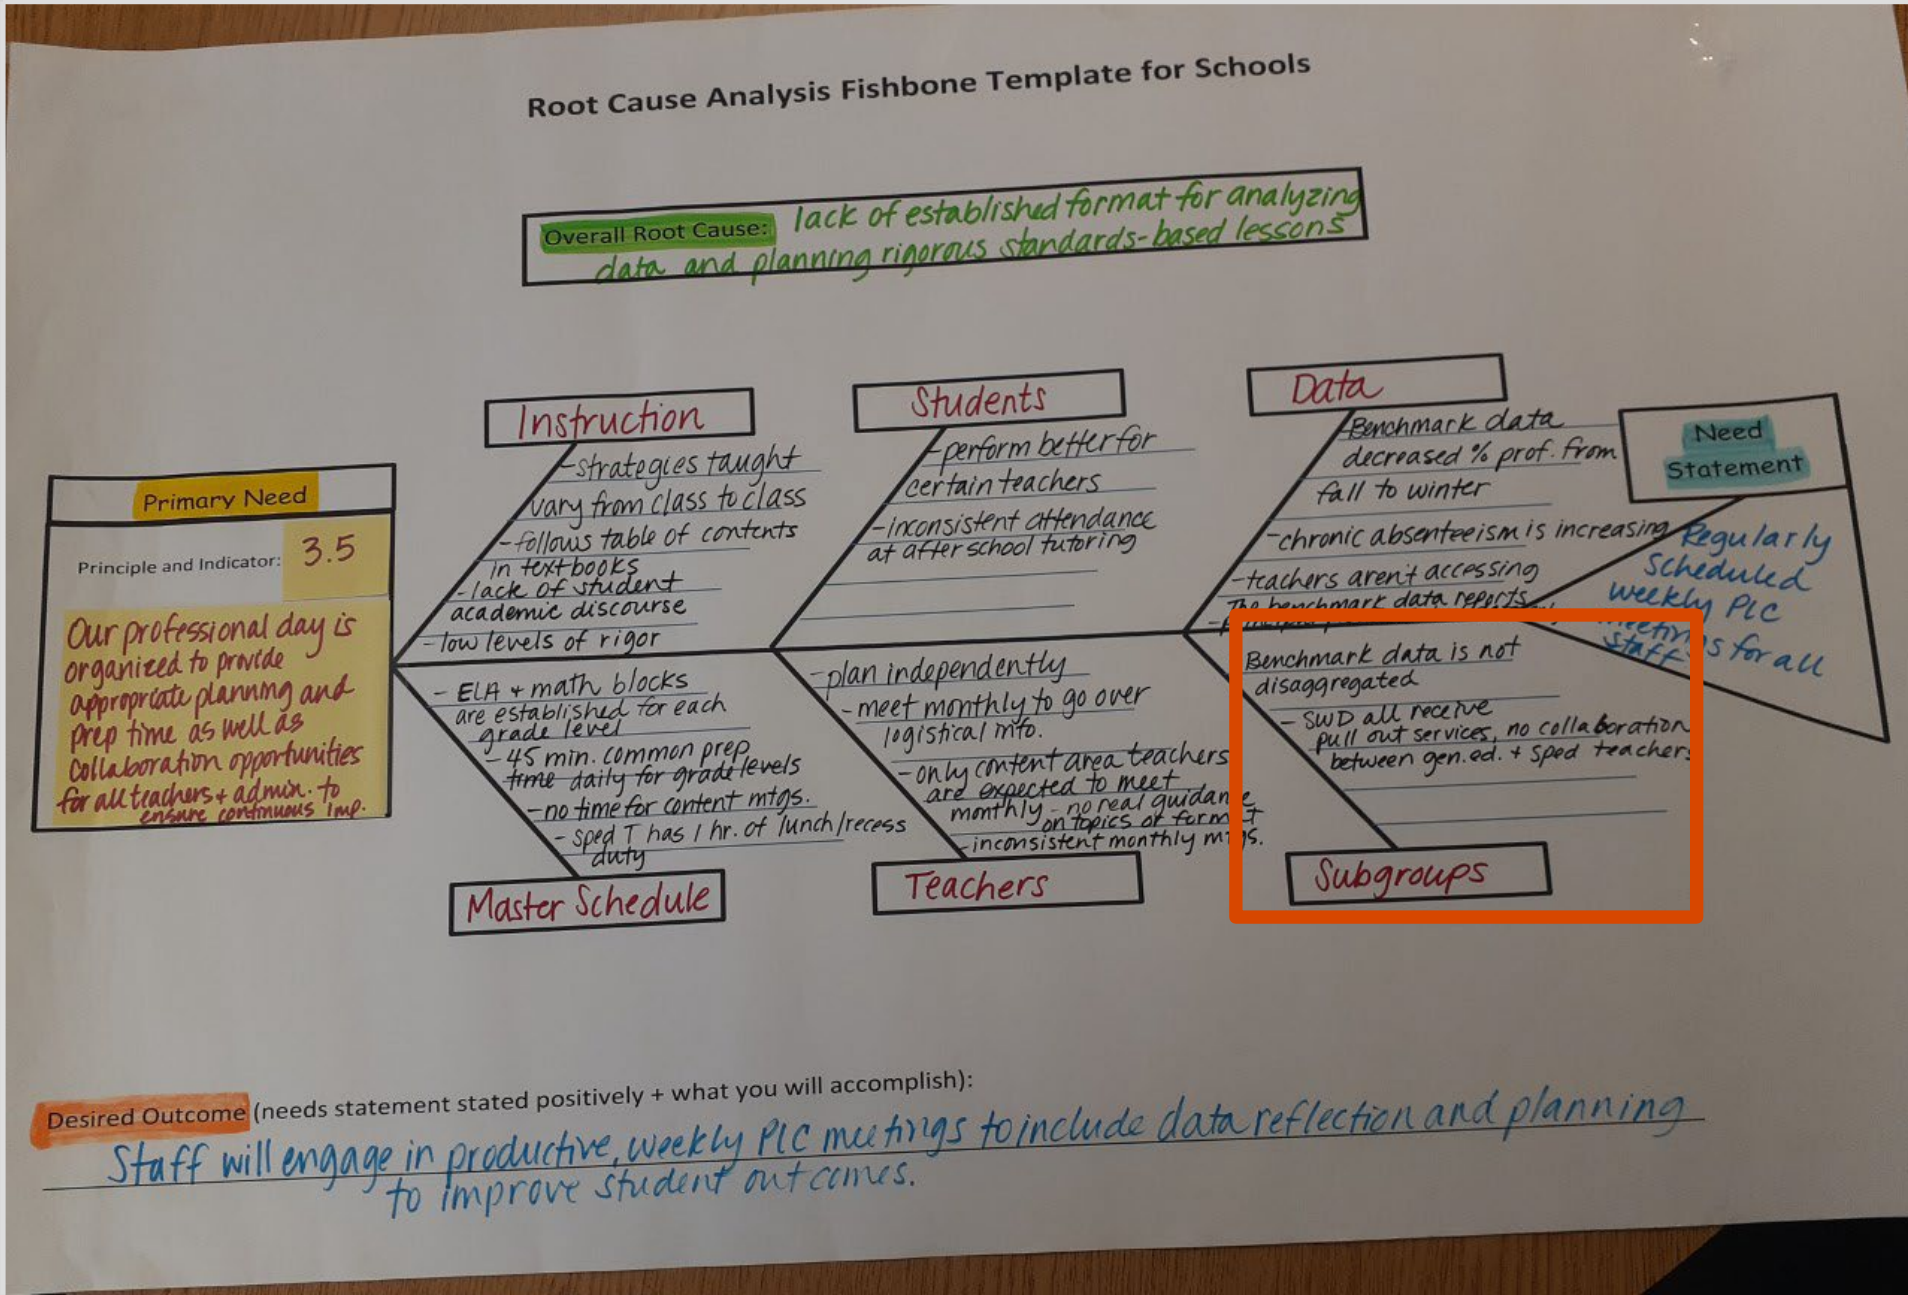 Root Cause Analysis Fishbone Template for Schools
Overall Root Cause: lack of established format for analyzing
data and planning rigorous standards-based lessons
Primary Need
Principle and Indicator: 3.5
Our professional day is
organized to provide
appropriate planning and
prep time as well as
collaboration opportunities
for all teachers + admin. to
ensure continuous imp.
Instruction
- strategies taught
vary from class to class
- follows table of contents
in textbooks
- lack of student
academic discourse
- low levels of rigor
Students
- perform better for
certain teachers
- inconsistent attendance
at after school tutoring
Data
- Benchmark data
decreased % prof. from
fall to winter
- chronic absenteeism is increasing
- teachers aren't accessing
the benchmark data reports
Need
Statement
Regularly
scheduled
weekly PLC
meetings for all
staff
- ELA + math blocks
are established for each
grade level
- 45 min. common prep
time daily for grade levels
- no time for content mtgs.
- sped T has 1 hr. of lunch/recess
duty
Master Schedule
- plan independently
- meet monthly to go over
logistical info.
- only content area teachers
are expected to meet
monthly - no real guidance
on topics or format
- inconsistent monthly mtgs.
Teachers
Benchmark data is not
disaggregated
- SWD all receive
pull out services, no collaboration
between gen.ed. + sped teachers
Subgroups
Desired Outcome (needs statement stated positively + what you will accomplish):
Staff will engage in productive, weekly PLC meetings to include data reflection and planning
to improve student outcomes.